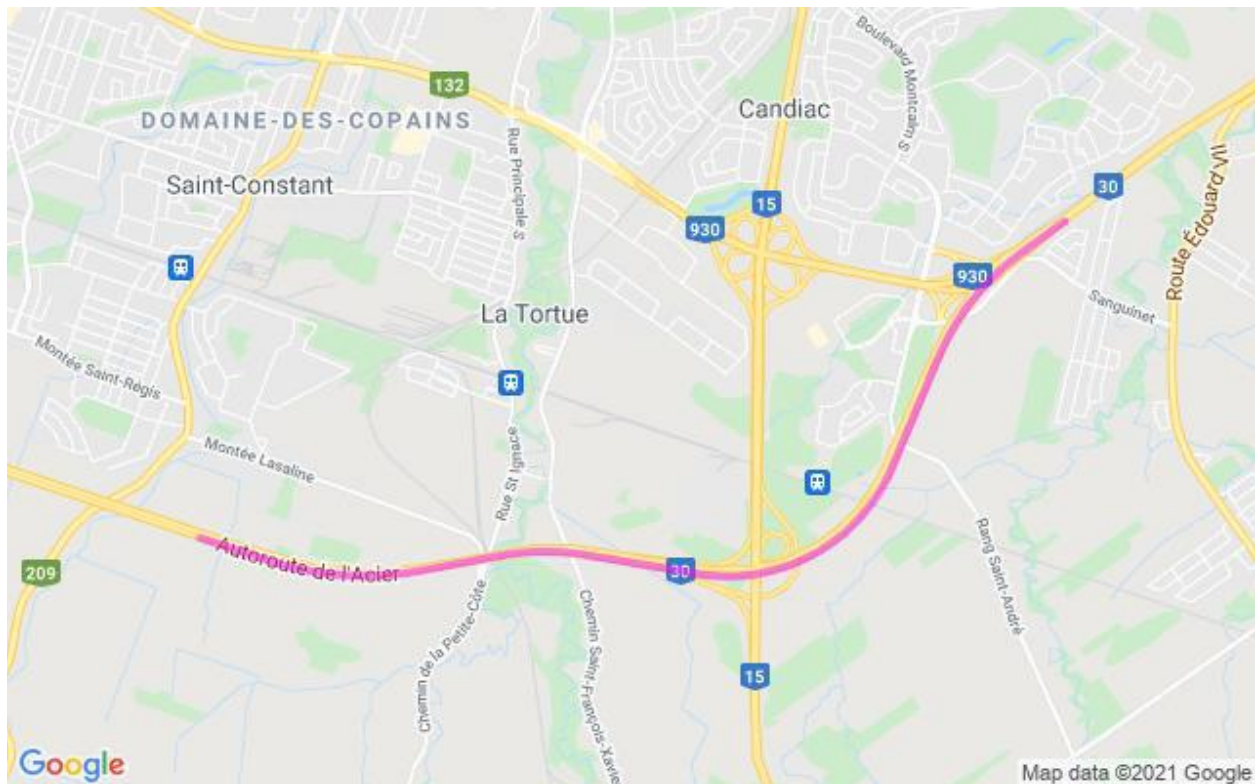 Boulevard Montcalm S
132
Candiac
DOMAINE-DES-COPAINS
Rue Principale S
Saint-Constant
30
15
Route Édouard VII
930
930
Sanguinet
La Tortue
Montée Saint-Régis
Montée Lasaline
Rue St Ignace
Autoroute de l'Acier
209
30
Rang Saint-André
Chemin de la Petite-Côte
Chemin Saint-François-Xavier
15
Google
Map data ©2021 Google